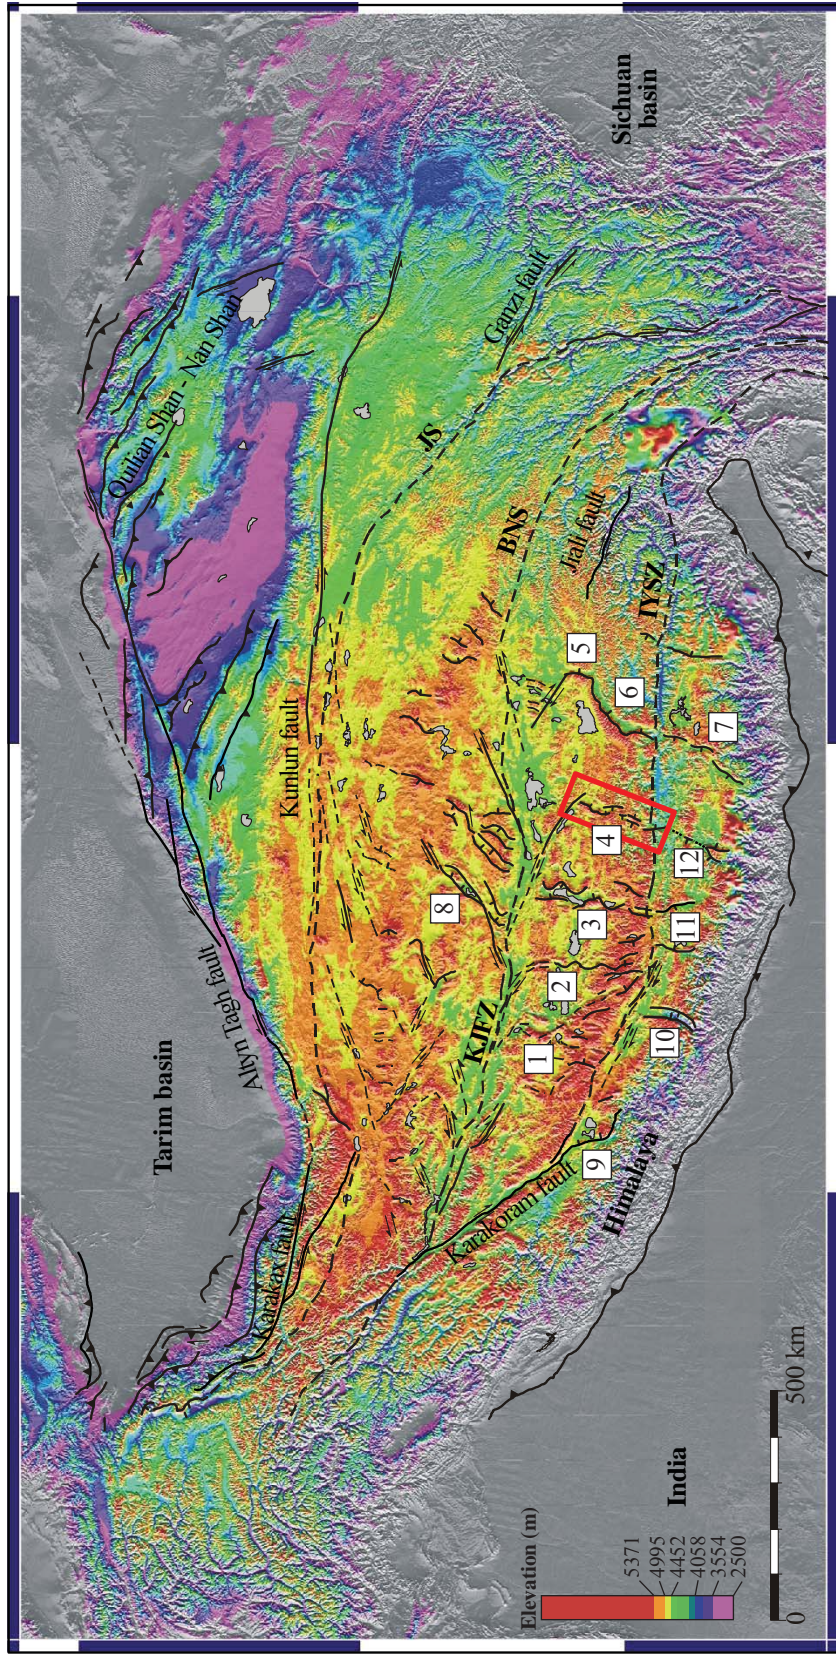 Tarim basin
Altyn Tagh fault
Karakax fault
Quilian Shan - Nan Shan
Kunlun fault
Sichuan
basin
Ganzi fault
JS
BNS
Jiali fault
IYSZ
KJFZ
Karakoram fault
Himalaya
India
1
2
3
4
5
6
7
8
9
10
11
12
Elevation (m)
5371
4995
4452
4058
3554
2500
0
500 km